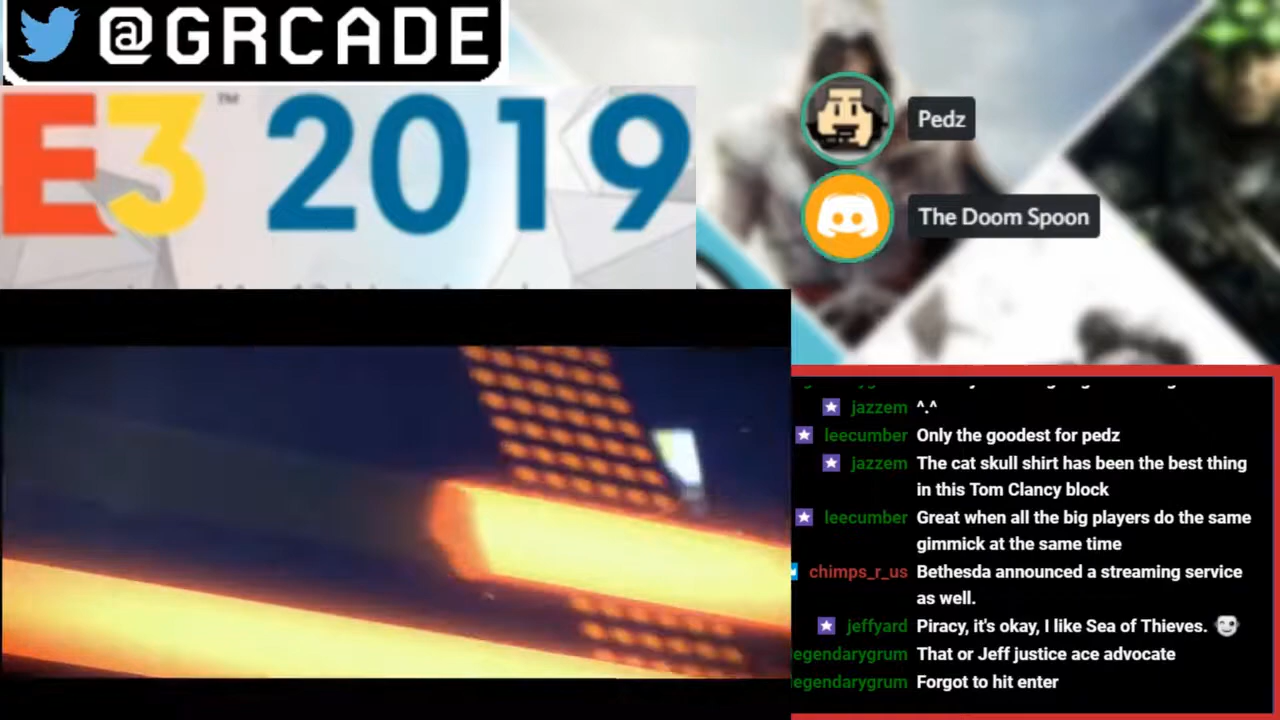 @GRCADE
E3™ 2019
Pedz
The Doom Spoon
jazzem ^.^
leecumber Only the goodest for pedz
jazzem The cat skull shirt has been the best thing
in this Tom Clancy block
leecumber Great when all the big players do the same
gimmick at the same time
chimps_r_us Bethesda announced a streaming service
as well.
jeffyard Piracy, it's okay, I like Sea of Thieves.
egendarygrum That or Jeff justice ace advocate
egendarygrum Forgot to hit enter